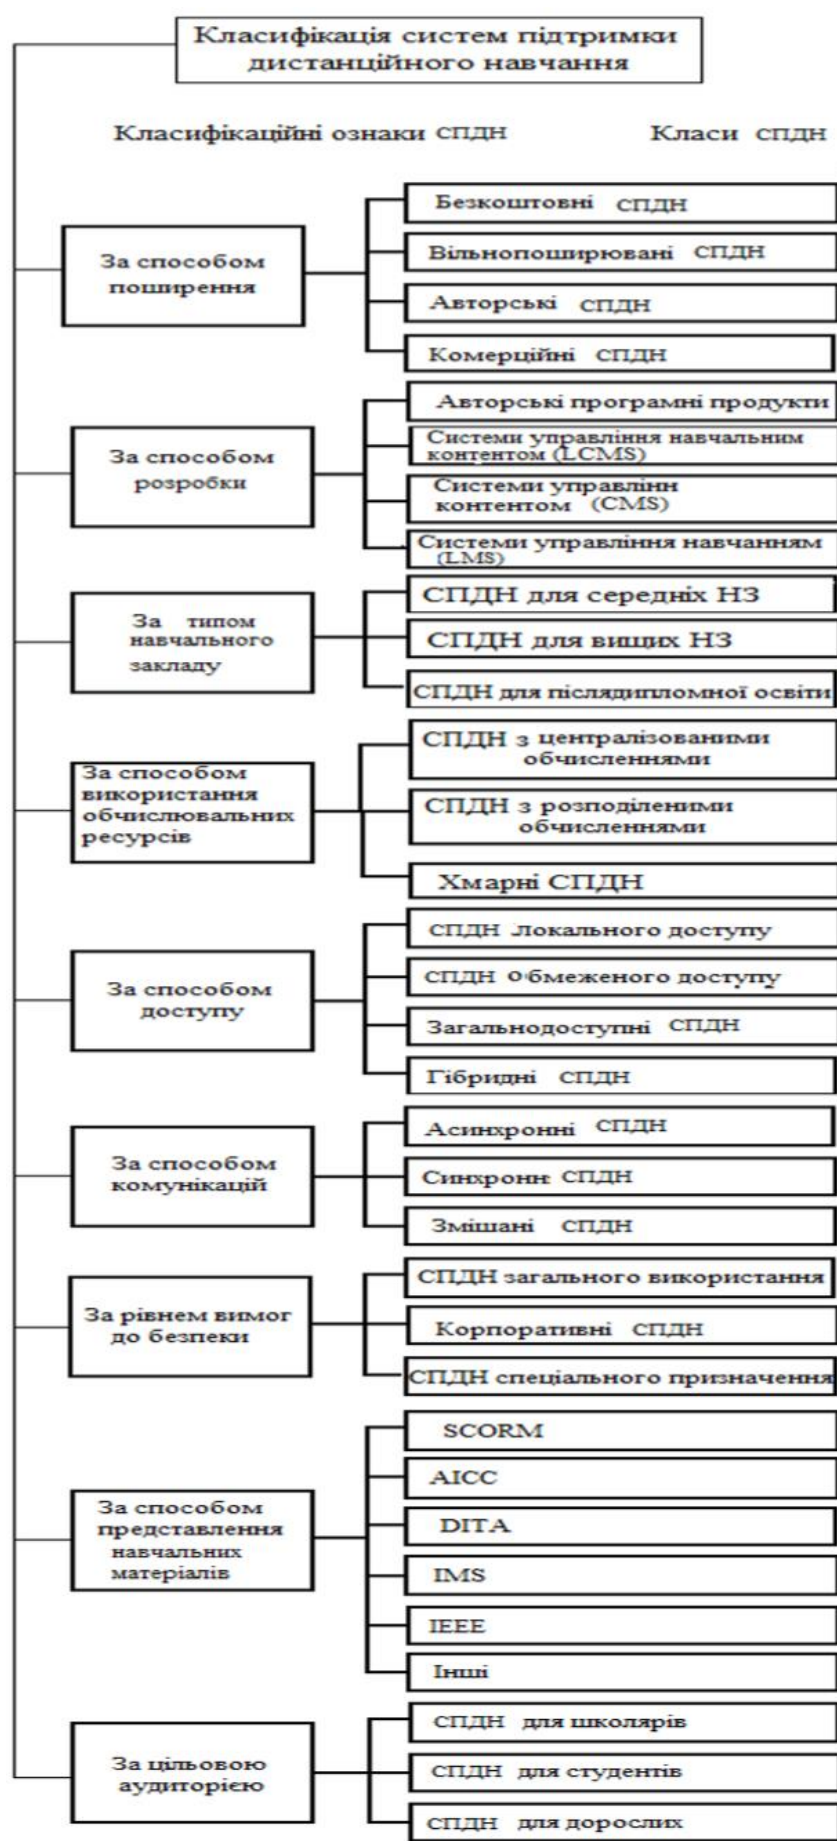 Класифікація систем підтримки
дистанційного навчання
Класифікаційні ознаки СПДН
Класи СПДН
За способом
поширення
Безкоштовні СПДН
Вільнопоширювані СПДН
Авторські СПДН
Комерційні СПДН
За способом
розробки
Авторські програмні продукти
Системи управління навчальним
контентом (LCMS)
Системи управлінн
контентом (CMS)
Системи управління навчанням
(LMS)
За типом
навчального
закладу
СПДН для середніх НЗ
СПДН для вищих НЗ
СПДН для післядипломної освіти
За способом
використання
обчислювальних
ресурсів
СПДН з централізованими
обчисленнями
СПДН з розподіленими
обчисленнями
Хмарні СПДН
За способом
доступу
СПДН локального доступу
СПДН обмеженого доступу
Загальнодоступні СПДН
Гібридні СПДН
За способом
комунікацій
Асинхронні СПДН
Синхронні СПДН
Змішані СПДН
За рівнем вимог
до безпеки
СПДН загального використання
Корпоративні СПДН
СПДН спеціального призначення
За способом
представлення
навчальних
матеріалів
SCORM
AICC
DITA
IMS
IEEE
Інші
За цільовою
аудиторією
СПДН для школярів
СПДН для студентів
СПДН для дорослих